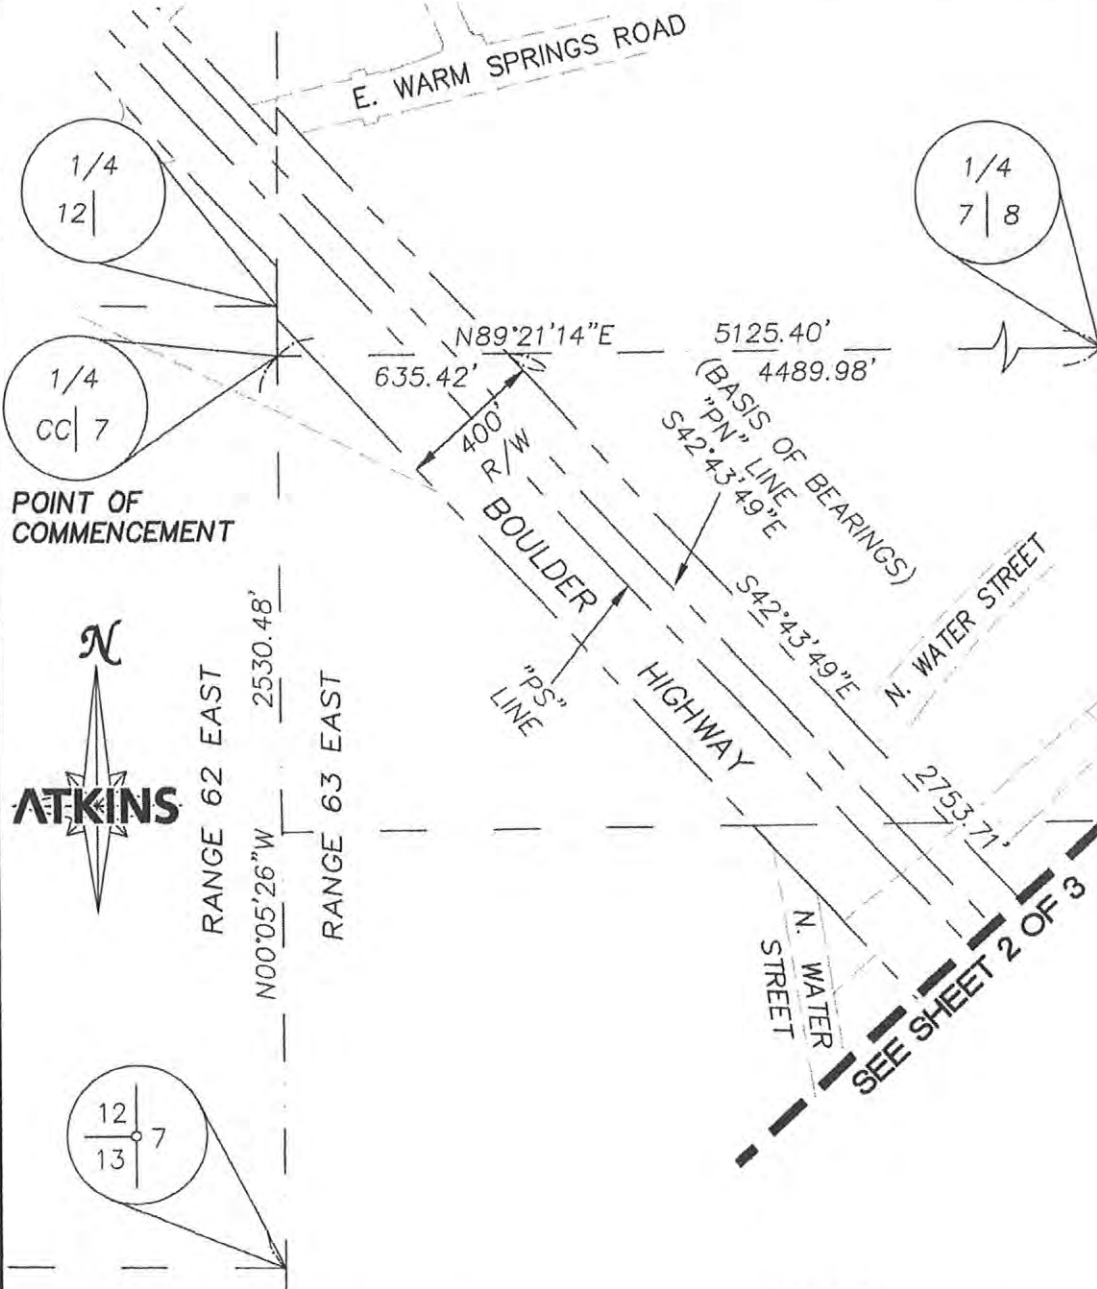 E. WARM SPRINGS ROAD
1/4
12
1/4
7 8
N89°21'14"E
5125.40'
635.42'
4489.98'
1/4
CC 7
POINT OF
COMMENCEMENT
400'
R/W
(BASIS OF BEARINGS)
"PN" LINE
S42°43'49"E
BOULDER
HIGHWAY
S42°43'49"E
N. WATER STREET
"PS"
LINE
N
ATKINS
RANGE 62 EAST
2530.48'
N00°05'26"W
RANGE 63 EAST
2753.71'
N. WATER
STREET
SEE SHEET 2 OF 3
12
7
13